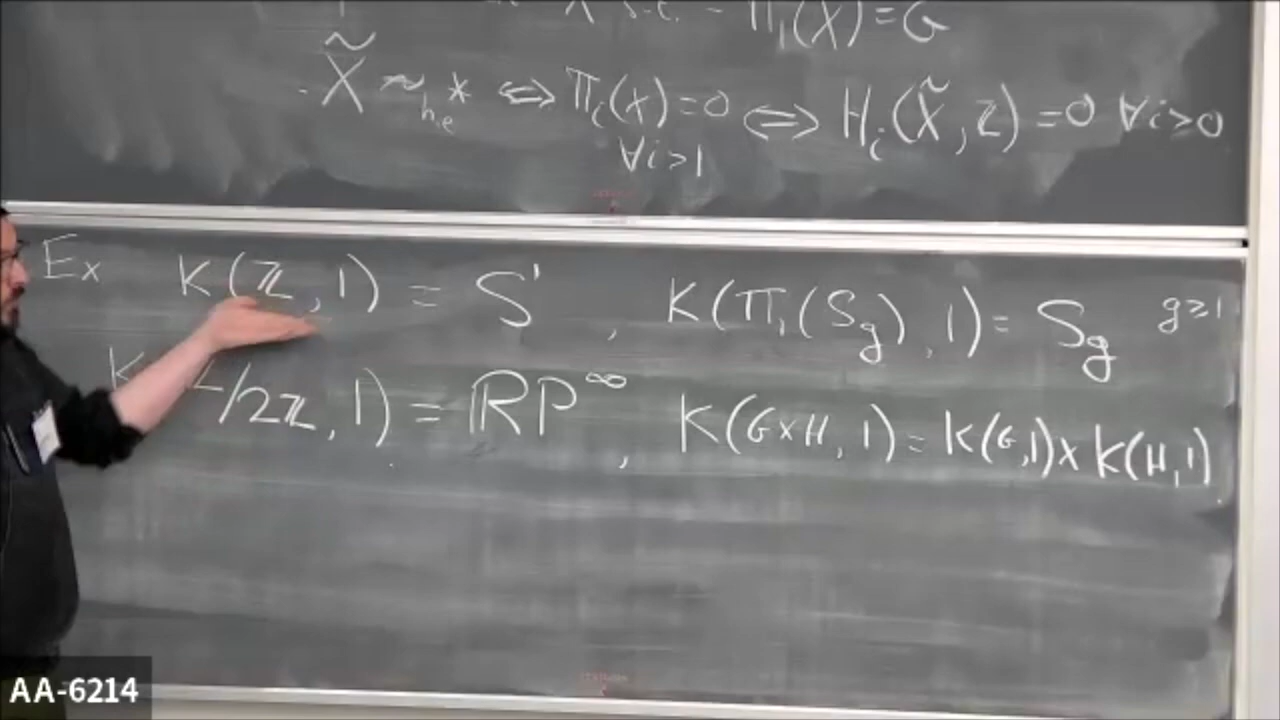 X s.t. - π₁(X) = G
. X̃ ~h.e * ⇔ πᵢ(X) = 0 ⇔ Hᵢ(X̃, ℤ) = 0 ∀i>0
∀i>1
Ex K(ℤ, 1) = S¹ , K(π₁(S_g), 1) = S_g g≥1
K /2ℤ, 1) = ℝP^∞ , K(G×H, 1) = K(G,1) × K(H,1)
AA-6214